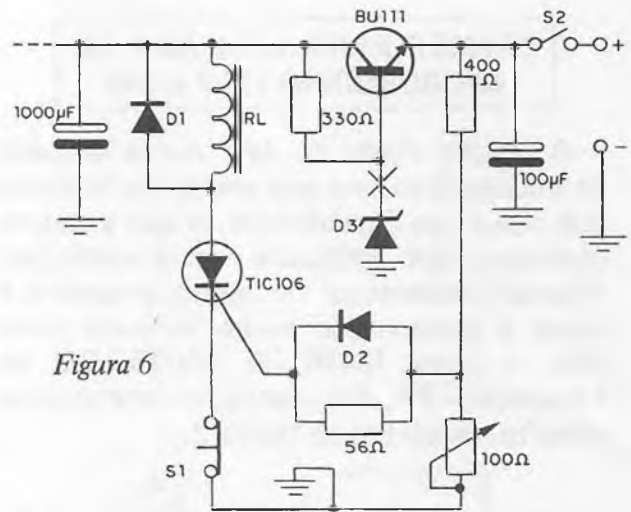 BU111
S2
+
1000µF
D1
RL
330Ω
400
Ω
-
100µF
D3
TIC106
Figura 6
D2
56Ω
100Ω
S1